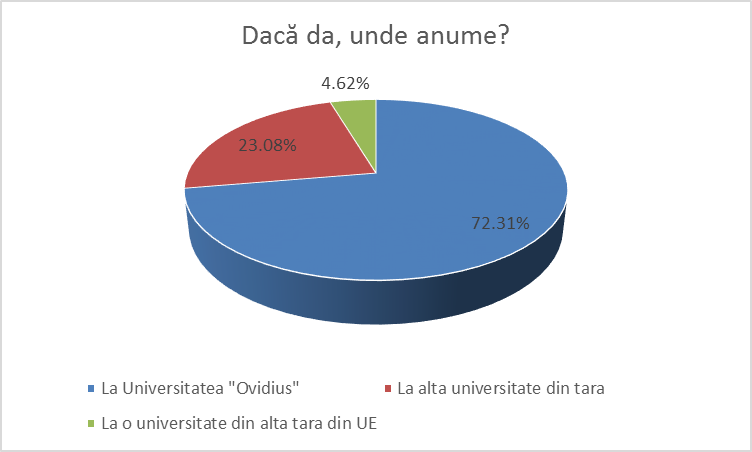 Dacă da, unde anume?
4.62%
23.08%
72.31%
La Universitatea "Ovidius"
La alta universitate din tara
La o universitate din alta tara din UE